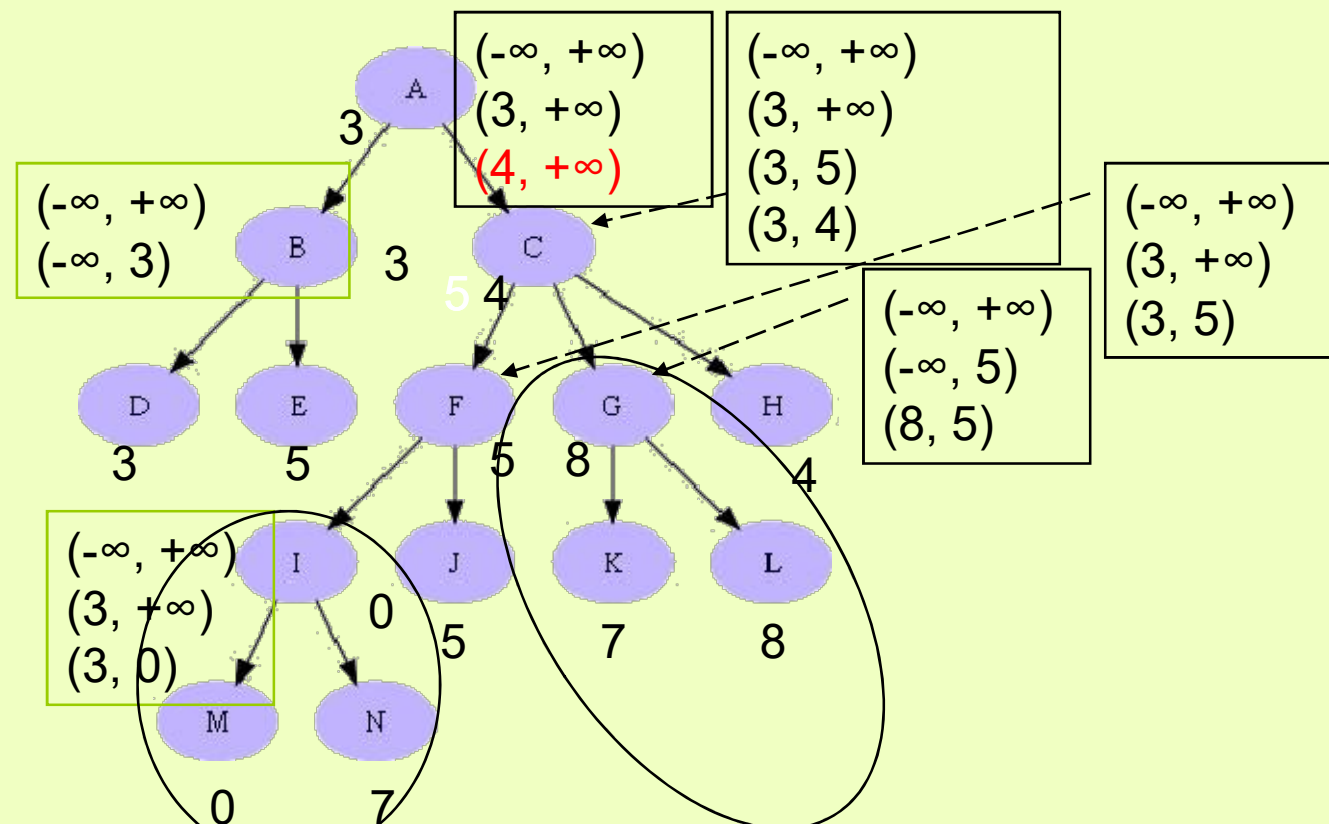 (-∞, +∞)
(3, +∞)
(4, +∞)
(-∞, +∞)
(3, +∞)
(3, 5)
(3, 4)
A
3
(-∞, +∞)
(-∞, 3)
B
3
C
5 4
(-∞, +∞)
(3, +∞)
(3, 5)
(-∞, +∞)
(-∞, 5)
(8, 5)
D
E
F
G
H
3
5
5
8
4
(-∞, +∞)
(3, +∞)
(3, 0)
I
J
K
L
0
5
7
8
M
N
0
7